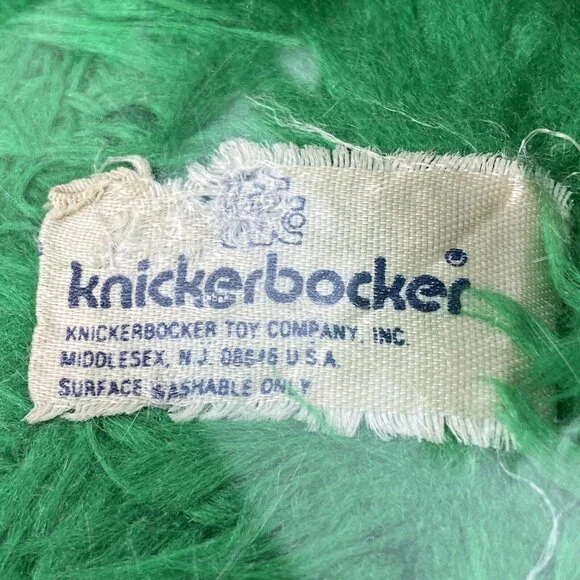 knickerbocker
KNICKERBOCKER TOY COMPANY, INC.
MIDDLESEX, N.J. 08846 U.S.A.
SURFACE WASHABLE ONLY